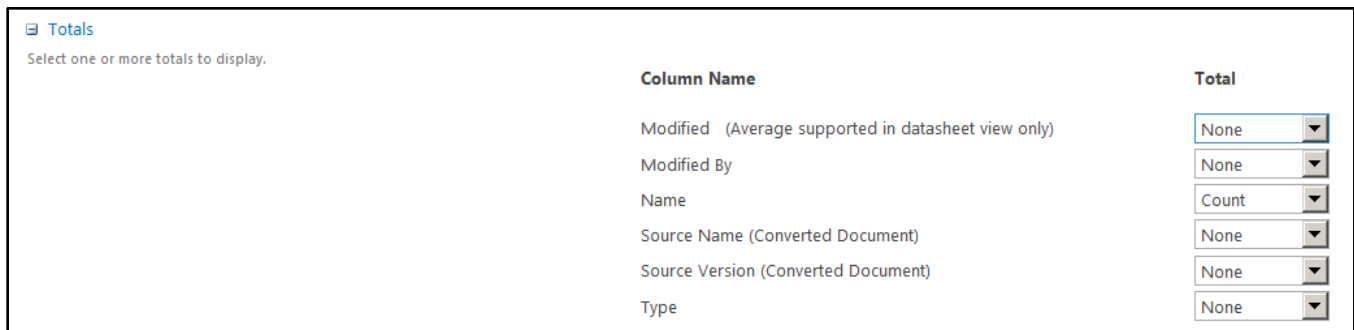 Totals
Select one or more totals to display.
Column Name Total
Modified (Average supported in datasheet view only) None
Modified By None
Name Count
Source Name (Converted Document) None
Source Version (Converted Document) None
Type None